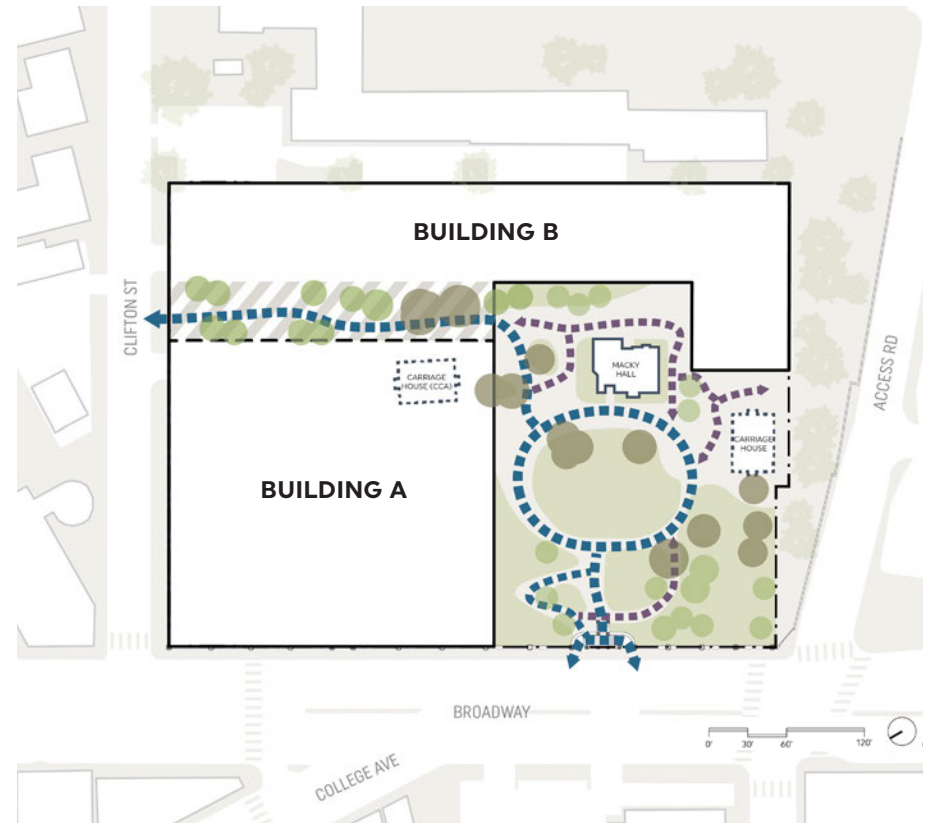 BUILDING B
CLIFTON ST
CARRIAGE
HOUSE (CCA)
MACKY
HALL
ACCESS RD
CARRIAGE
HOUSE
BUILDING A
BROADWAY
0'
30'
60'
120'
COLLEGE AVE